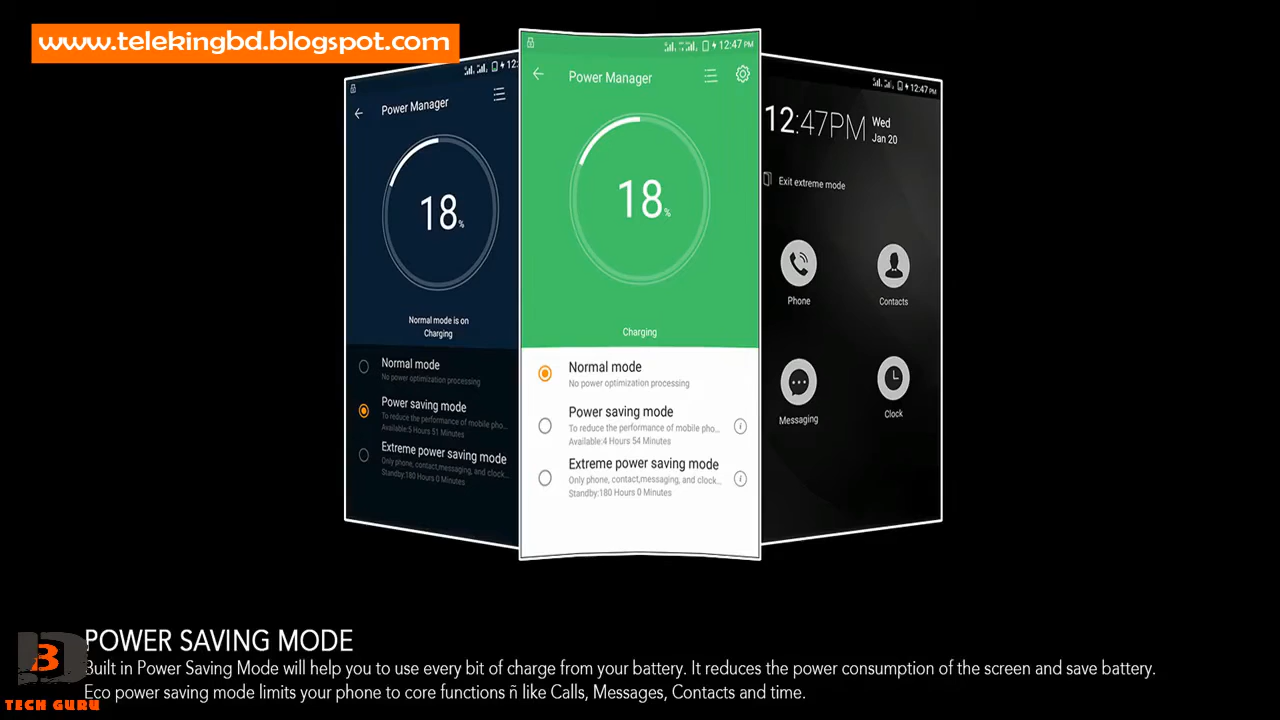 www.telekingbd.blogspot.com
12:
Power Manager
18%
Normal mode is on
Charging
Normal mode
No power optimization processing
Power saving mode
To reduce the performance of mobile pho...
Available:5 Hours 51 Minutes
Extreme power saving mode
Only phone, contact,messaging, and clock...
Standby:180 Hours 0 Minutes
12:47 PM
Power Manager
18%
Charging
Normal mode
No power optimization processing
Power saving mode
To reduce the performance of mobile pho...
Available:4 Hours 54 Minutes
Extreme power saving mode
Only phone, contact,messaging, and clock...
Standby:180 Hours 0 Minutes
12:47 PM
12:47PM
Wed
Jan 20
Exit extreme mode
Phone
Contacts
Messaging
Clock
POWER SAVING MODE
Built in Power Saving Mode will help you to use every bit of charge from your battery. It reduces the power consumption of the screen and save battery.
Eco power saving mode limits your phone to core functions ñ like Calls, Messages, Contacts and time.
TECH GURU